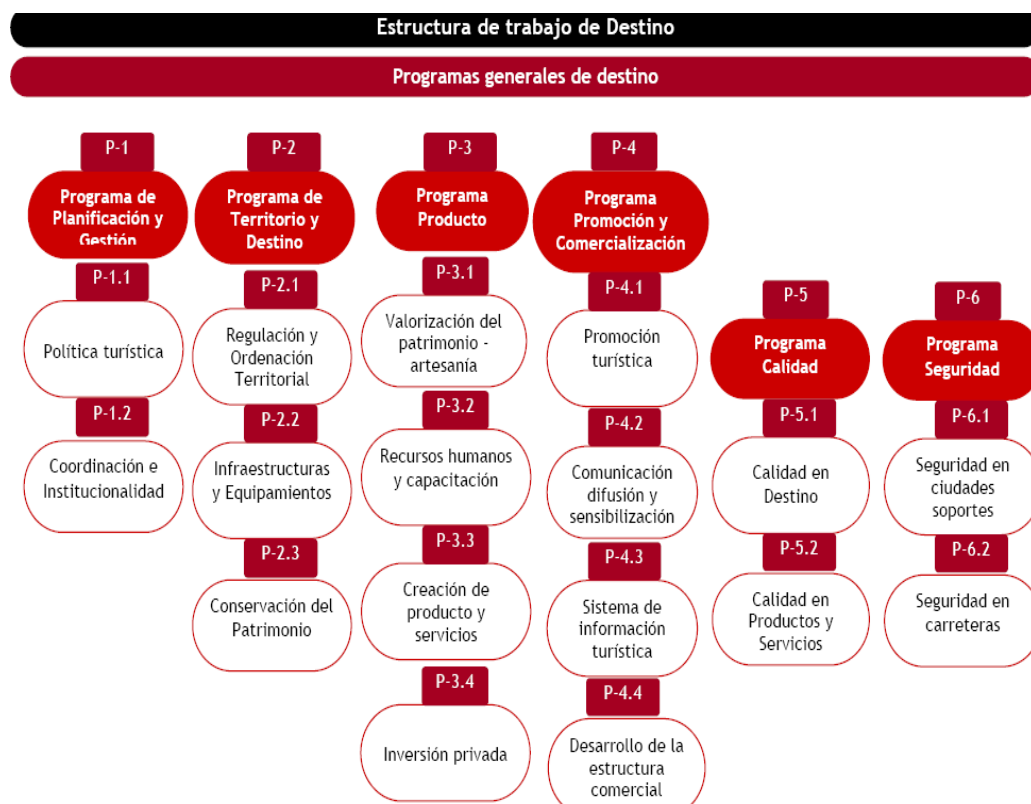 Estructura de trabajo de Destino
Programas generales de destino
P-1
Programa de
Planificación y
Gestión
P-1.1
Política turística
P-1.2
Coordinación e
Institucionalidad
P-2
Programa de
Territorio y
Destino
P-2.1
Regulación y
Ordenación
Territorial
P-2.2
Infraestructuras
y Equipamientos
P-2.3
Conservación del
Patrimonio
P-3
Programa
Producto
P-3.1
Valorización del
patrimonio -
artesanía
P-3.2
Recursos humanos
y capacitación
P-3.3
Creación de
producto y
servicios
P-3.4
Inversión privada
P-4
Programa
Promoción y
Comercialización
P-4.1
Promoción
turística
P-4.2
Comunicación
difusión y
sensibilización
P-4.3
Sistema de
información
turística
P-4.4
Desarrollo de la
estructura
comercial
P-5
Programa
Calidad
P-5.1
Calidad en
Destino
P-5.2
Calidad en
Productos y
Servicios
P-6
Programa
Seguridad
P-6.1
Seguridad en
ciudades
soportes
P-6.2
Seguridad en
carreteras